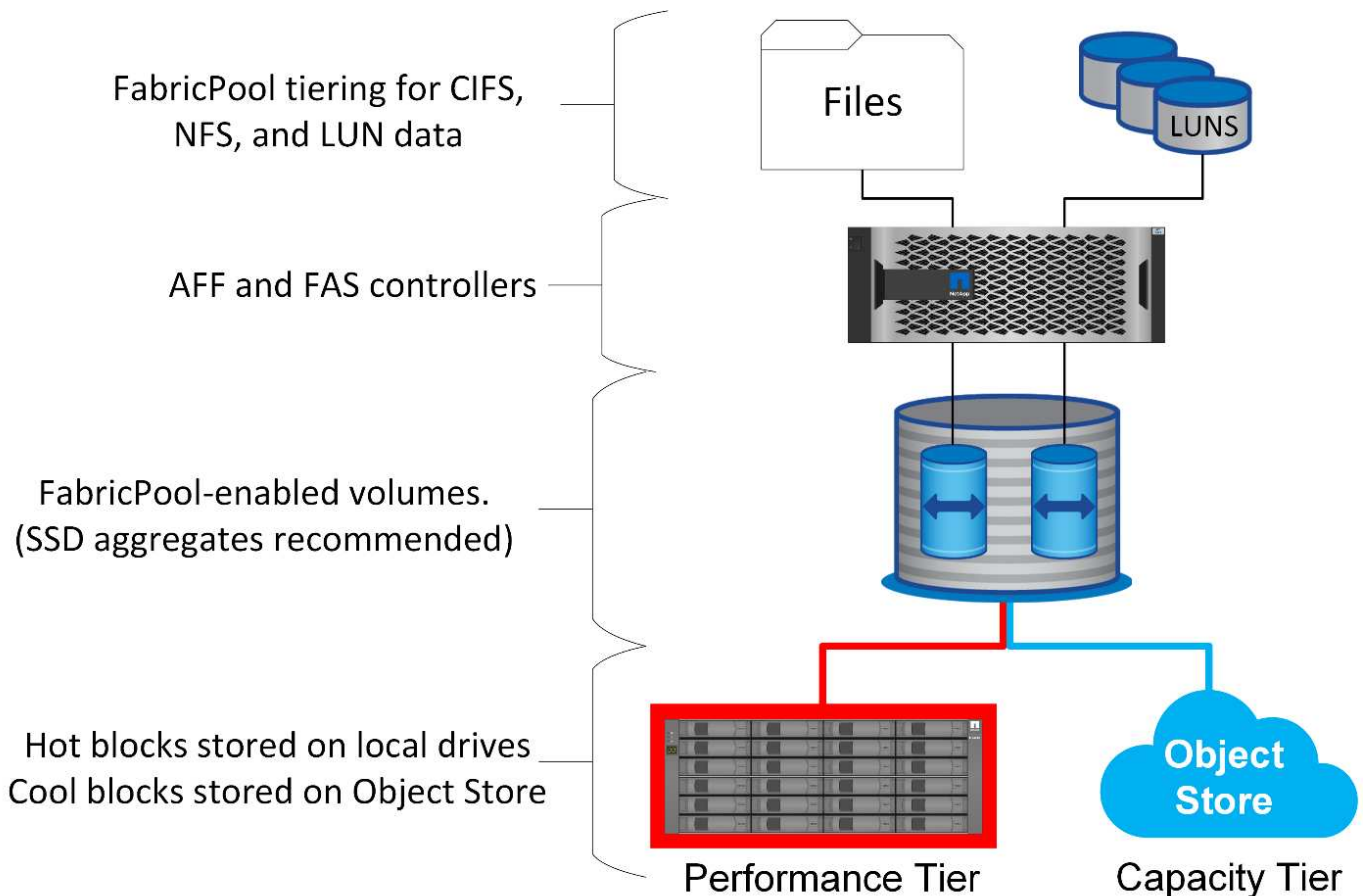 FabricPool tiering for CIFS,
NFS, and LUN data
Files
LUNS
AFF and FAS controllers
NetApp
FabricPool-enabled volumes.
(SSD aggregates recommended)
Hot blocks stored on local drives
Cool blocks stored on Object Store
Object
Store
Performance Tier
Capacity Tier